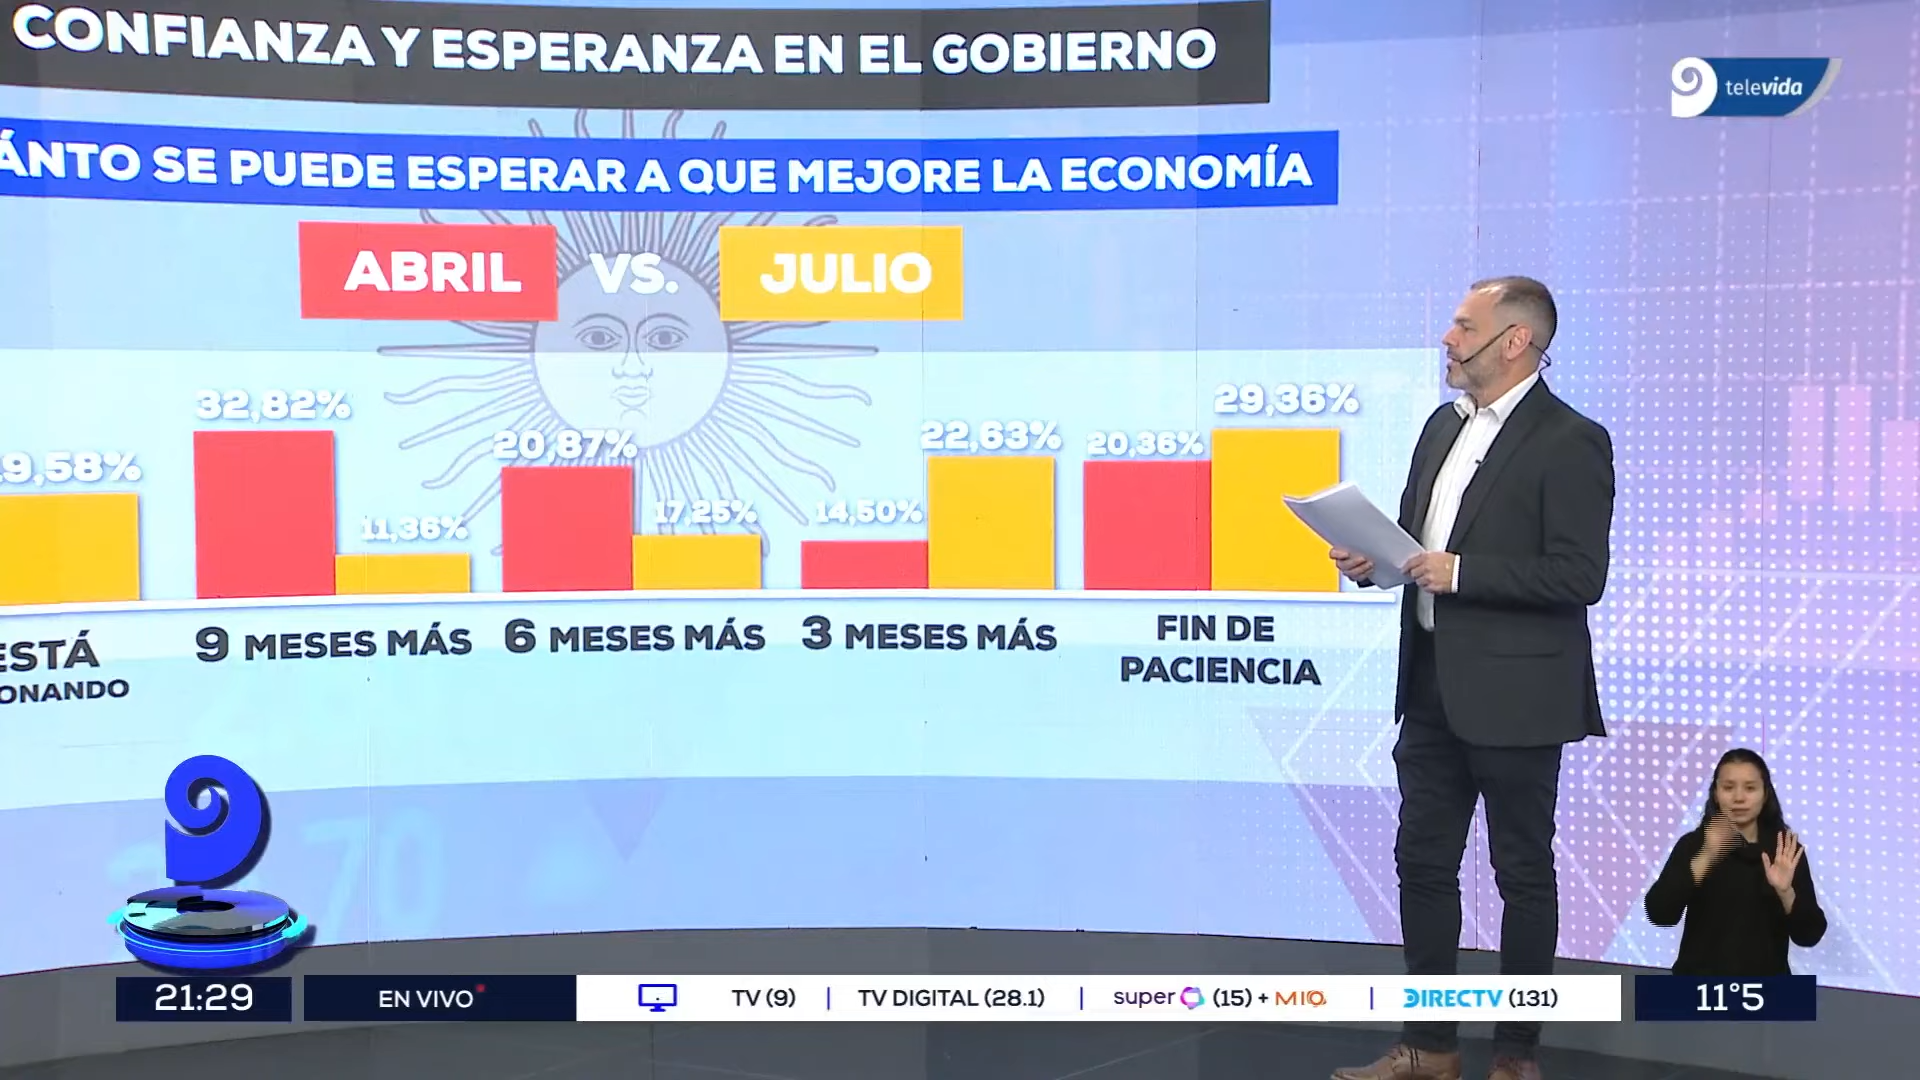 CONFIANZA Y ESPERANZA EN EL GOBIERNO
televida
ÁNTO SE PUEDE ESPERAR A QUE MEJORE LA ECONOMÍA
ABRIL VS. JULIO
9,58%
32,82%
11,36%
20,87%
17,25%
14,50%
22,63%
20,36%
29,36%
ESTÁ
ONANDO
9 MESES MÁS
6 MESES MÁS
3 MESES MÁS
FIN DE
PACIENCIA
70
9
21:29
EN VIVO
TV (9) | TV DIGITAL (28.1) | super (15) + MIO | DIRECTV (131)
11°5